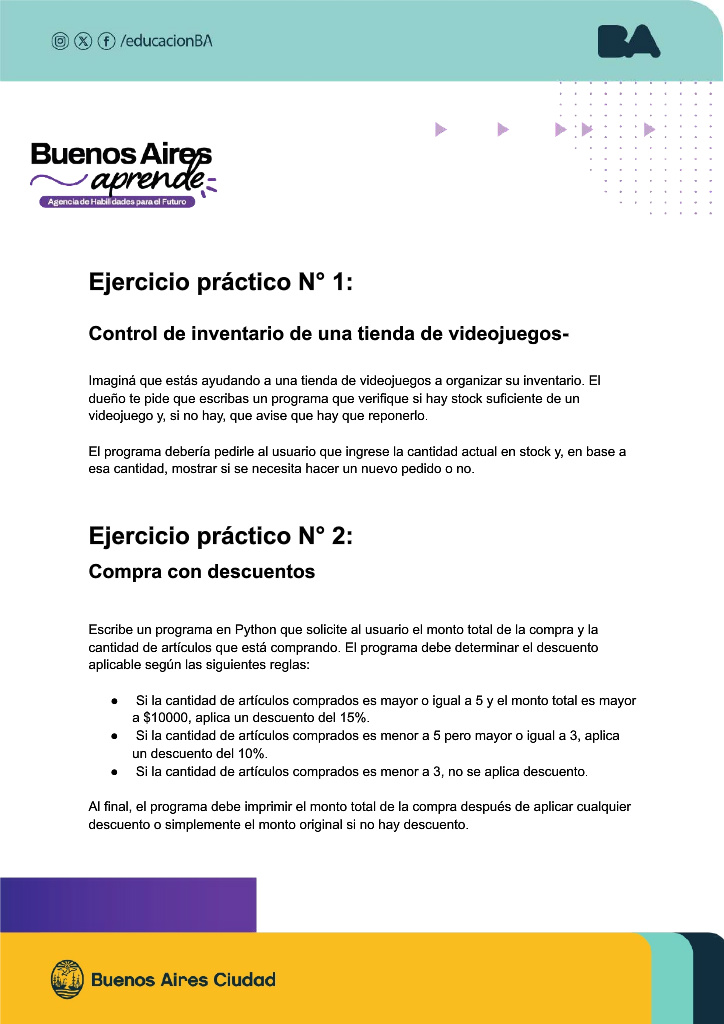 /educacionBA
BA
Buenos Aires
aprende
Agencia de Habilidades para el Futuro
Ejercicio práctico N° 1:
Control de inventario de una tienda de videojuegos-
Imaginá que estás ayudando a una tienda de videojuegos a organizar su inventario. El
dueño te pide que escribas un programa que verifique si hay stock suficiente de un
videojuego y, si no hay, que avise que hay que reponerlo.
El programa debería pedirle al usuario que ingrese la cantidad actual en stock y, en base a
esa cantidad, mostrar si se necesita hacer un nuevo pedido o no.
Ejercicio práctico N° 2:
Compra con descuentos
Escribe un programa en Python que solicite al usuario el monto total de la compra y la
cantidad de artículos que está comprando. El programa debe determinar el descuento
aplicable según las siguientes reglas:
● Si la cantidad de artículos comprados es mayor o igual a 5 y el monto total es mayor
a $10000, aplica un descuento del 15%.
● Si la cantidad de artículos comprados es menor a 5 pero mayor o igual a 3, aplica
un descuento del 10%.
● Si la cantidad de artículos comprados es menor a 3, no se aplica descuento.
Al final, el programa debe imprimir el monto total de la compra después de aplicar cualquier
descuento o simplemente el monto original si no hay descuento.
Buenos Aires Ciudad